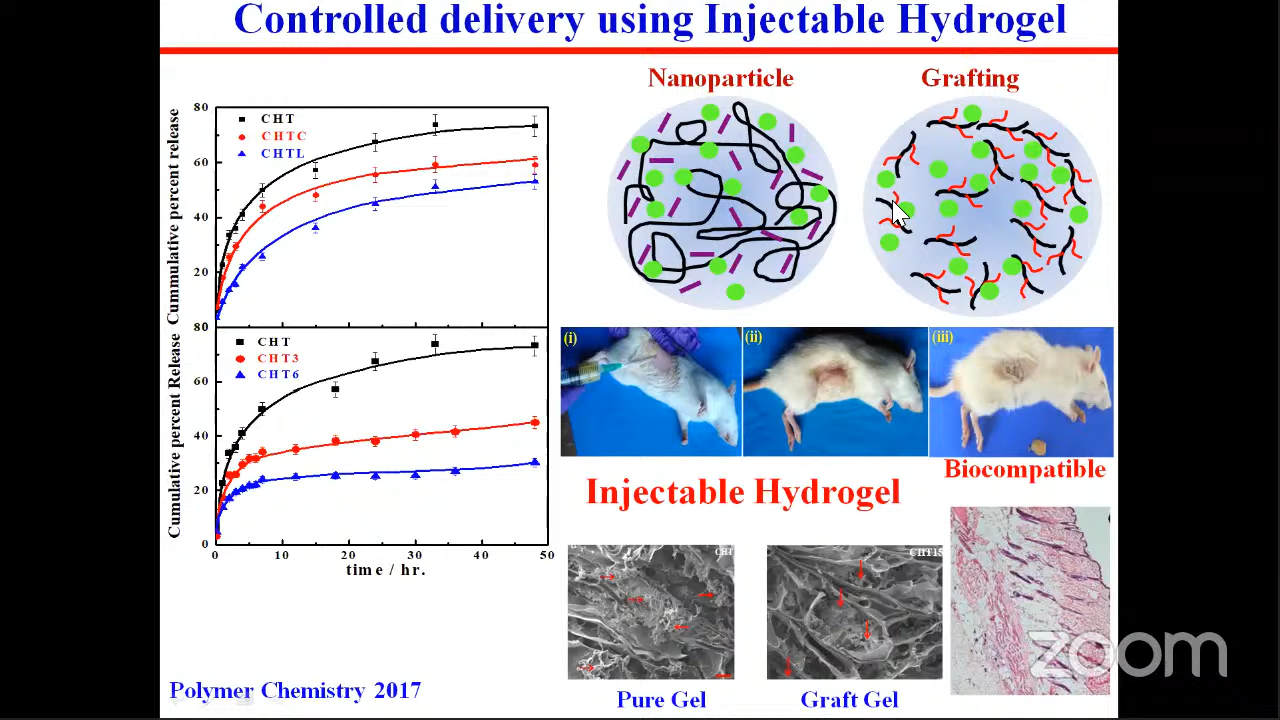 Controlled delivery using Injectable Hydrogel
Nanoparticle
Grafting
Cummulative percent release
80
60
40
20
CHT
CHTC
CHTL
Cumulative percent Release
80
60
40
20
0
CHT
CHT3
CHT6
0 10 20 30 40 50
time / hr.
(i)
(ii)
(iii)
Biocompatible
Injectable Hydrogel
CHT
CHT15
Pure Gel
Graft Gel
Polymer Chemistry 2017
zoom